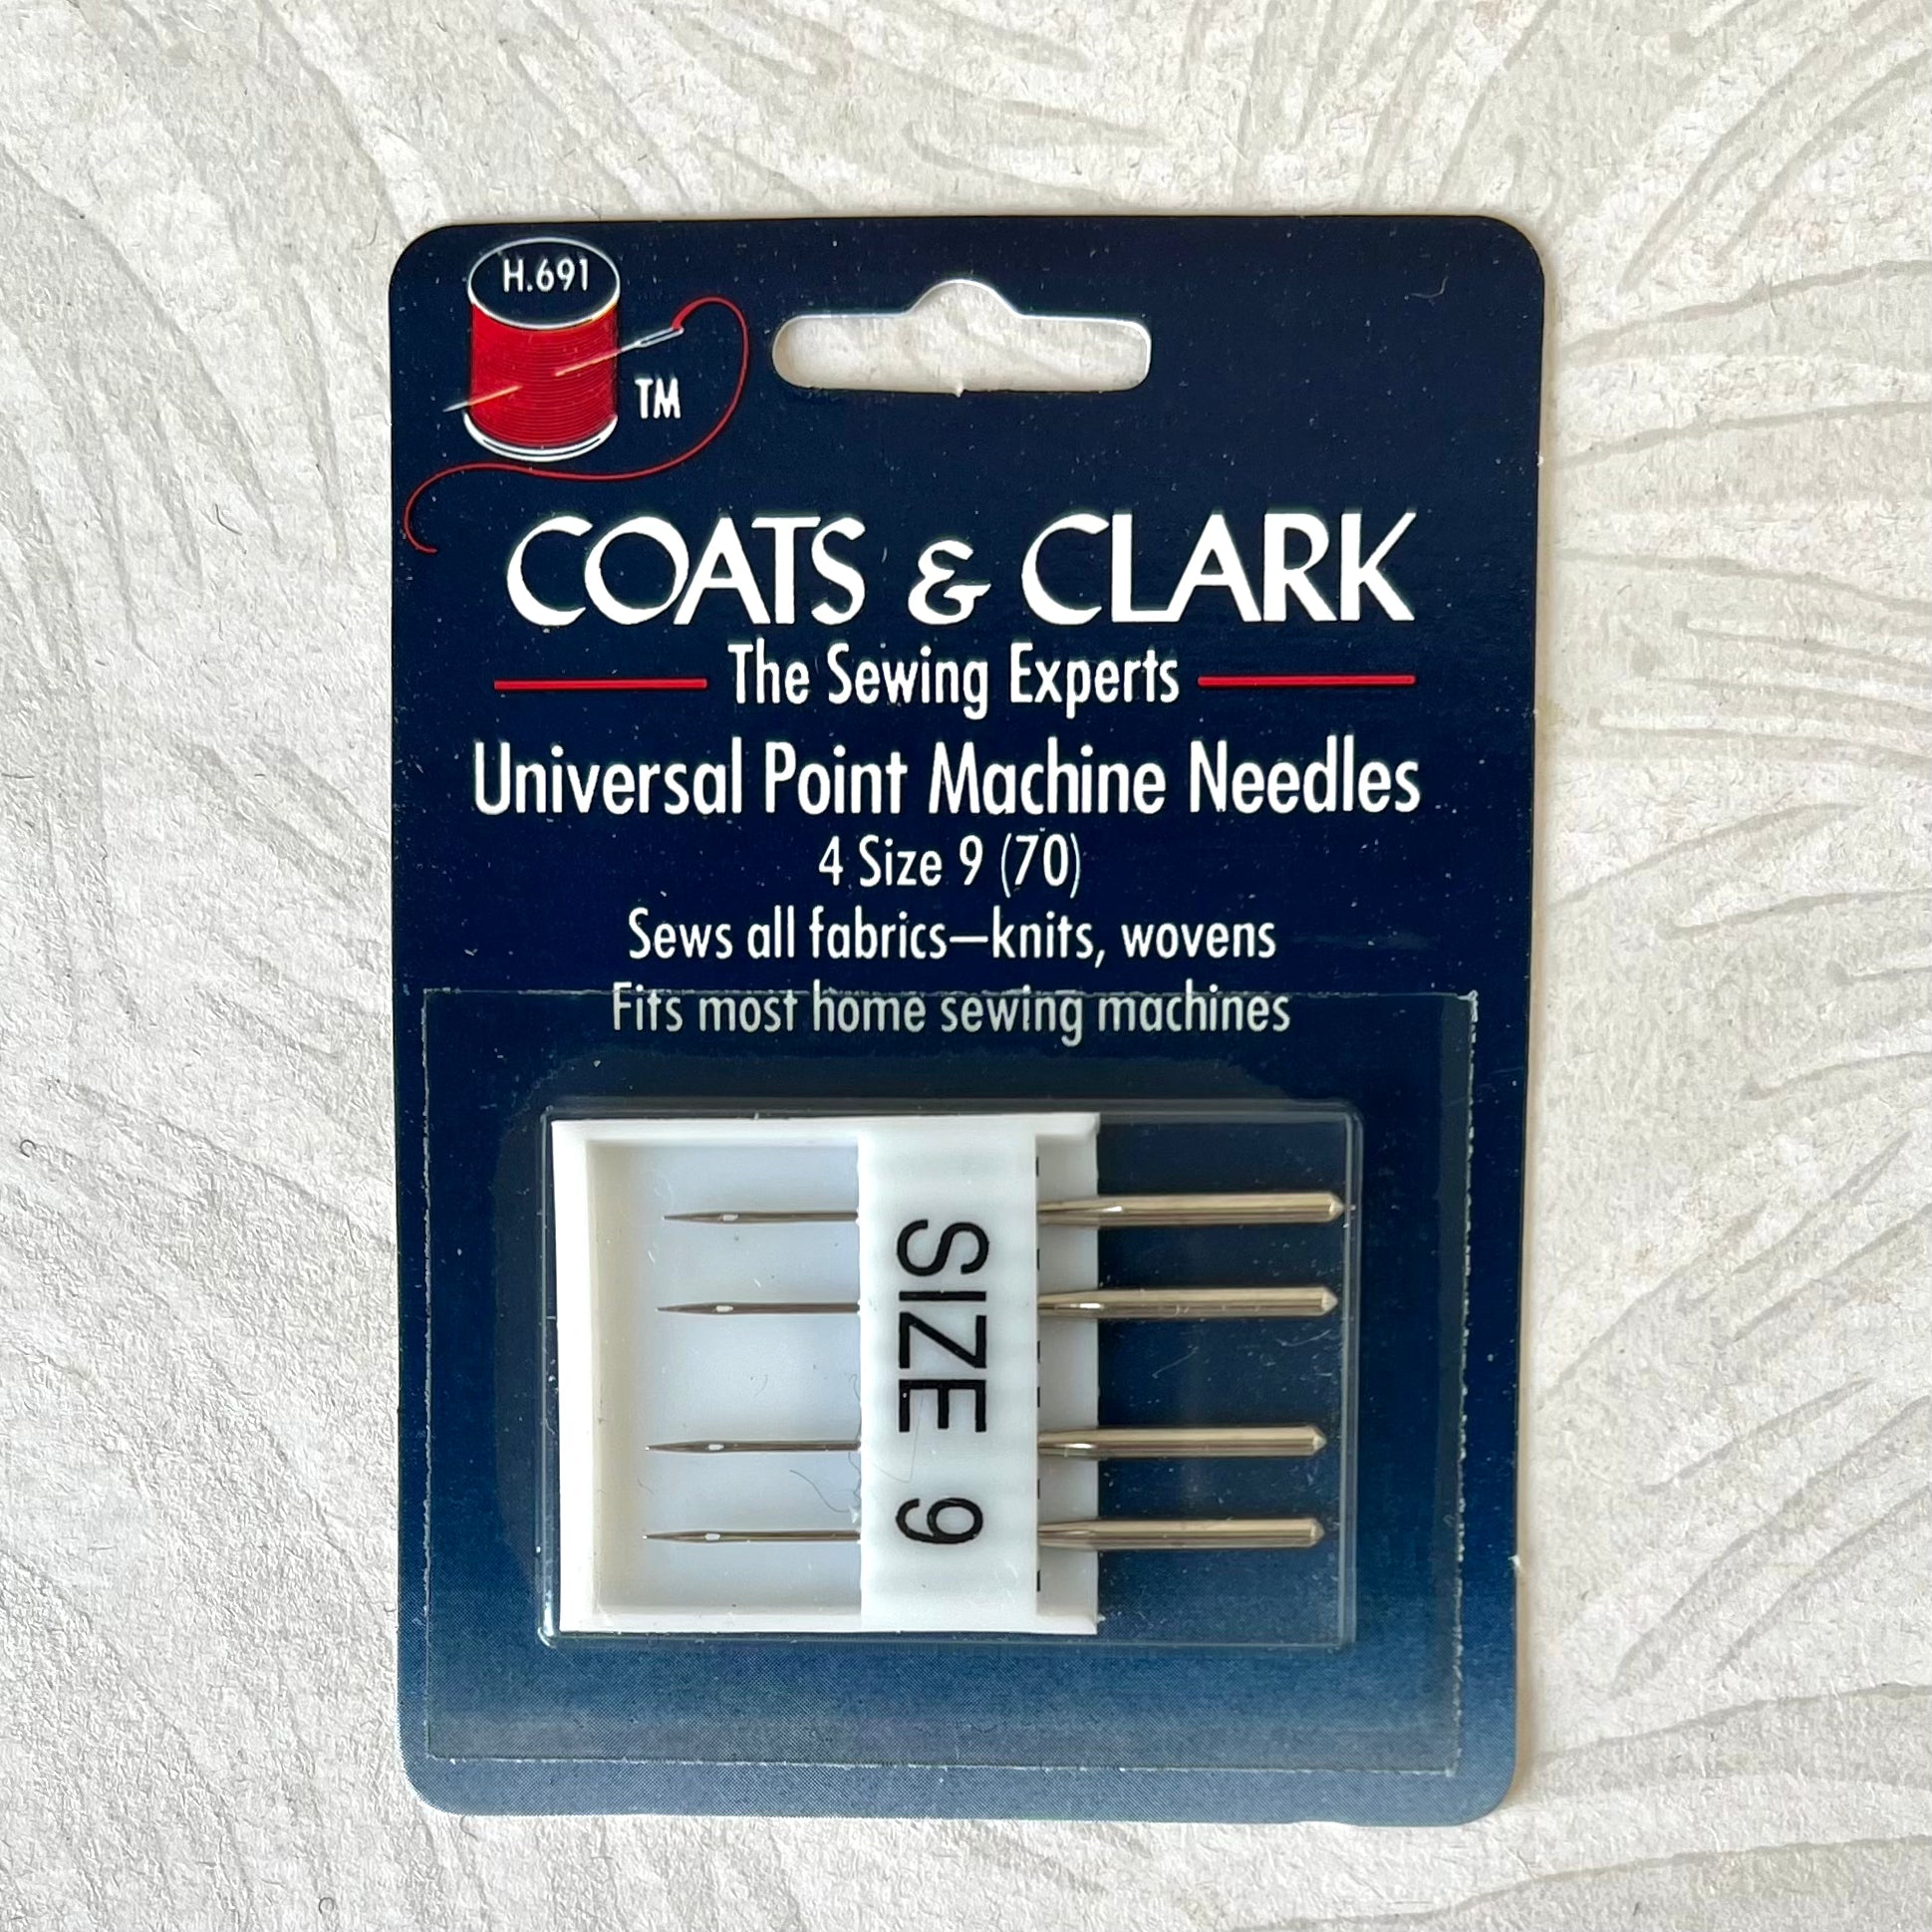 H.691
TM
COATS & CLARK
The Sewing Experts
Universal Point Machine Needles
4 Size 9 (70)
Sews all fabrics—knits, wovens
Fits most home sewing machines
SIZE 9